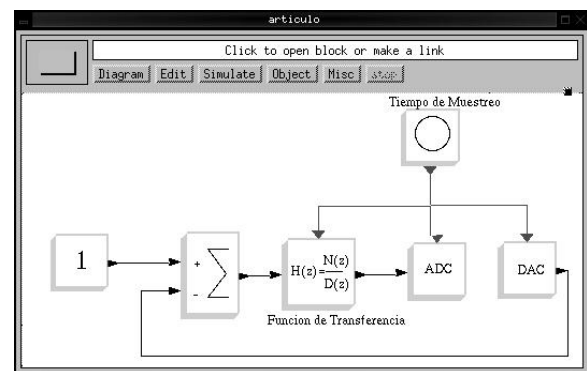 articulo
Click to open block or make a link
Diagram Edit Simulate Object Misc stop
Tiempo de Muestreo
1
+
-
∑
H(z)=N(z)/D(z)
ADC
DAC
Funcion de Transferencia